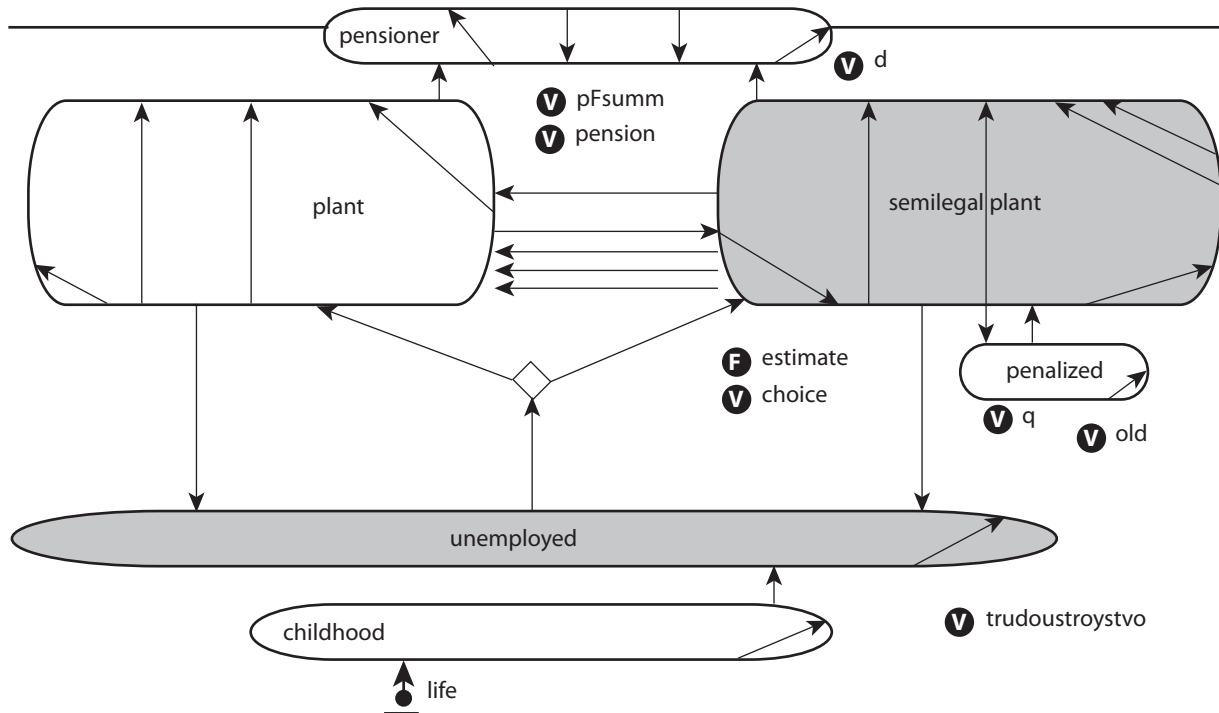 pensioner
V d
V pFsumm
V pension
plant
semilegal plant
F estimate
V choice
penalized
V q
V old
unemployed
V trudoustroystvo
childhood
life